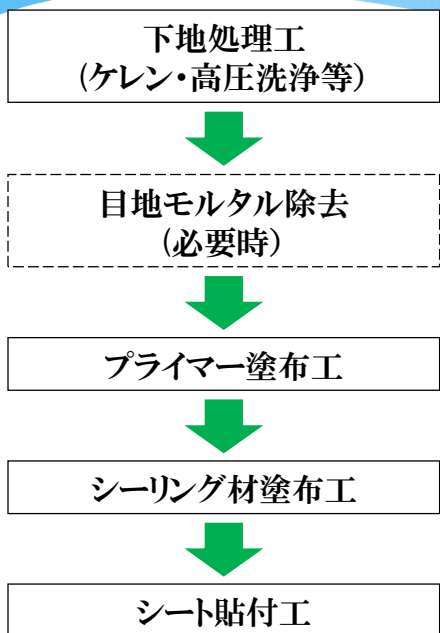 下地処理工
(ケレン・高圧洗浄等)
目地モルタル除去
(必要時)
プライマー塗布工
シーリング材塗布工
シート貼付工